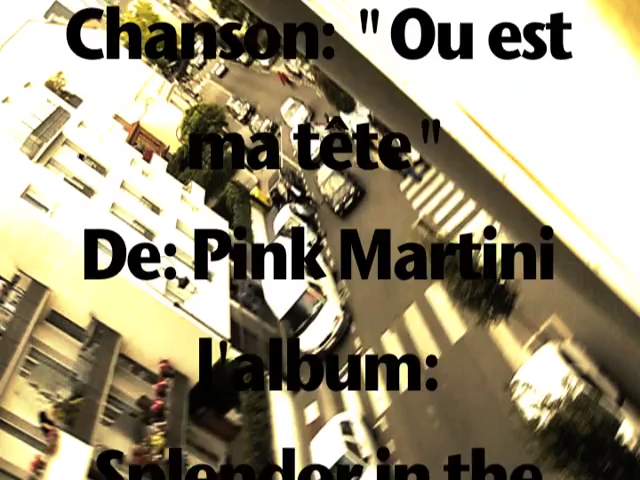 Chanson: "Ou est
ma tête"
De: Pink Martini
l'album:
Splendor in the